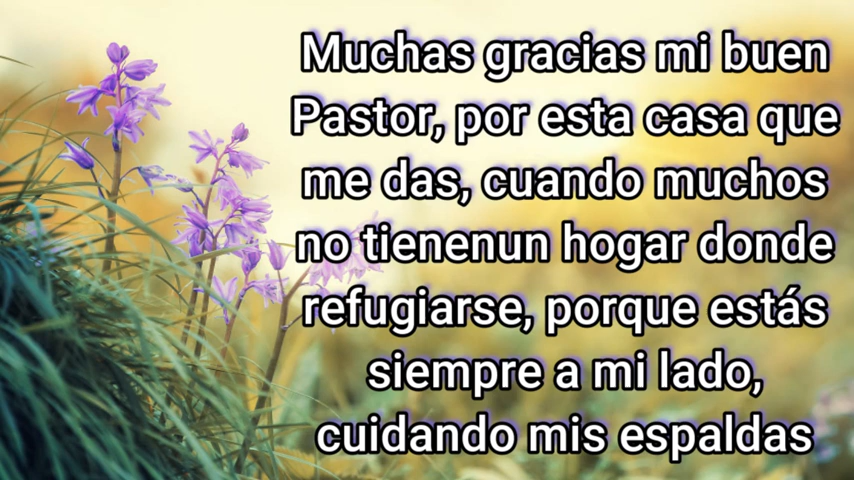 Muchas gracias mi buen
Pastor, por esta casa que
me das, cuando muchos
no tienenun hogar donde
refugiarse, porque estás
siempre a mi lado,
cuidando mis espaldas